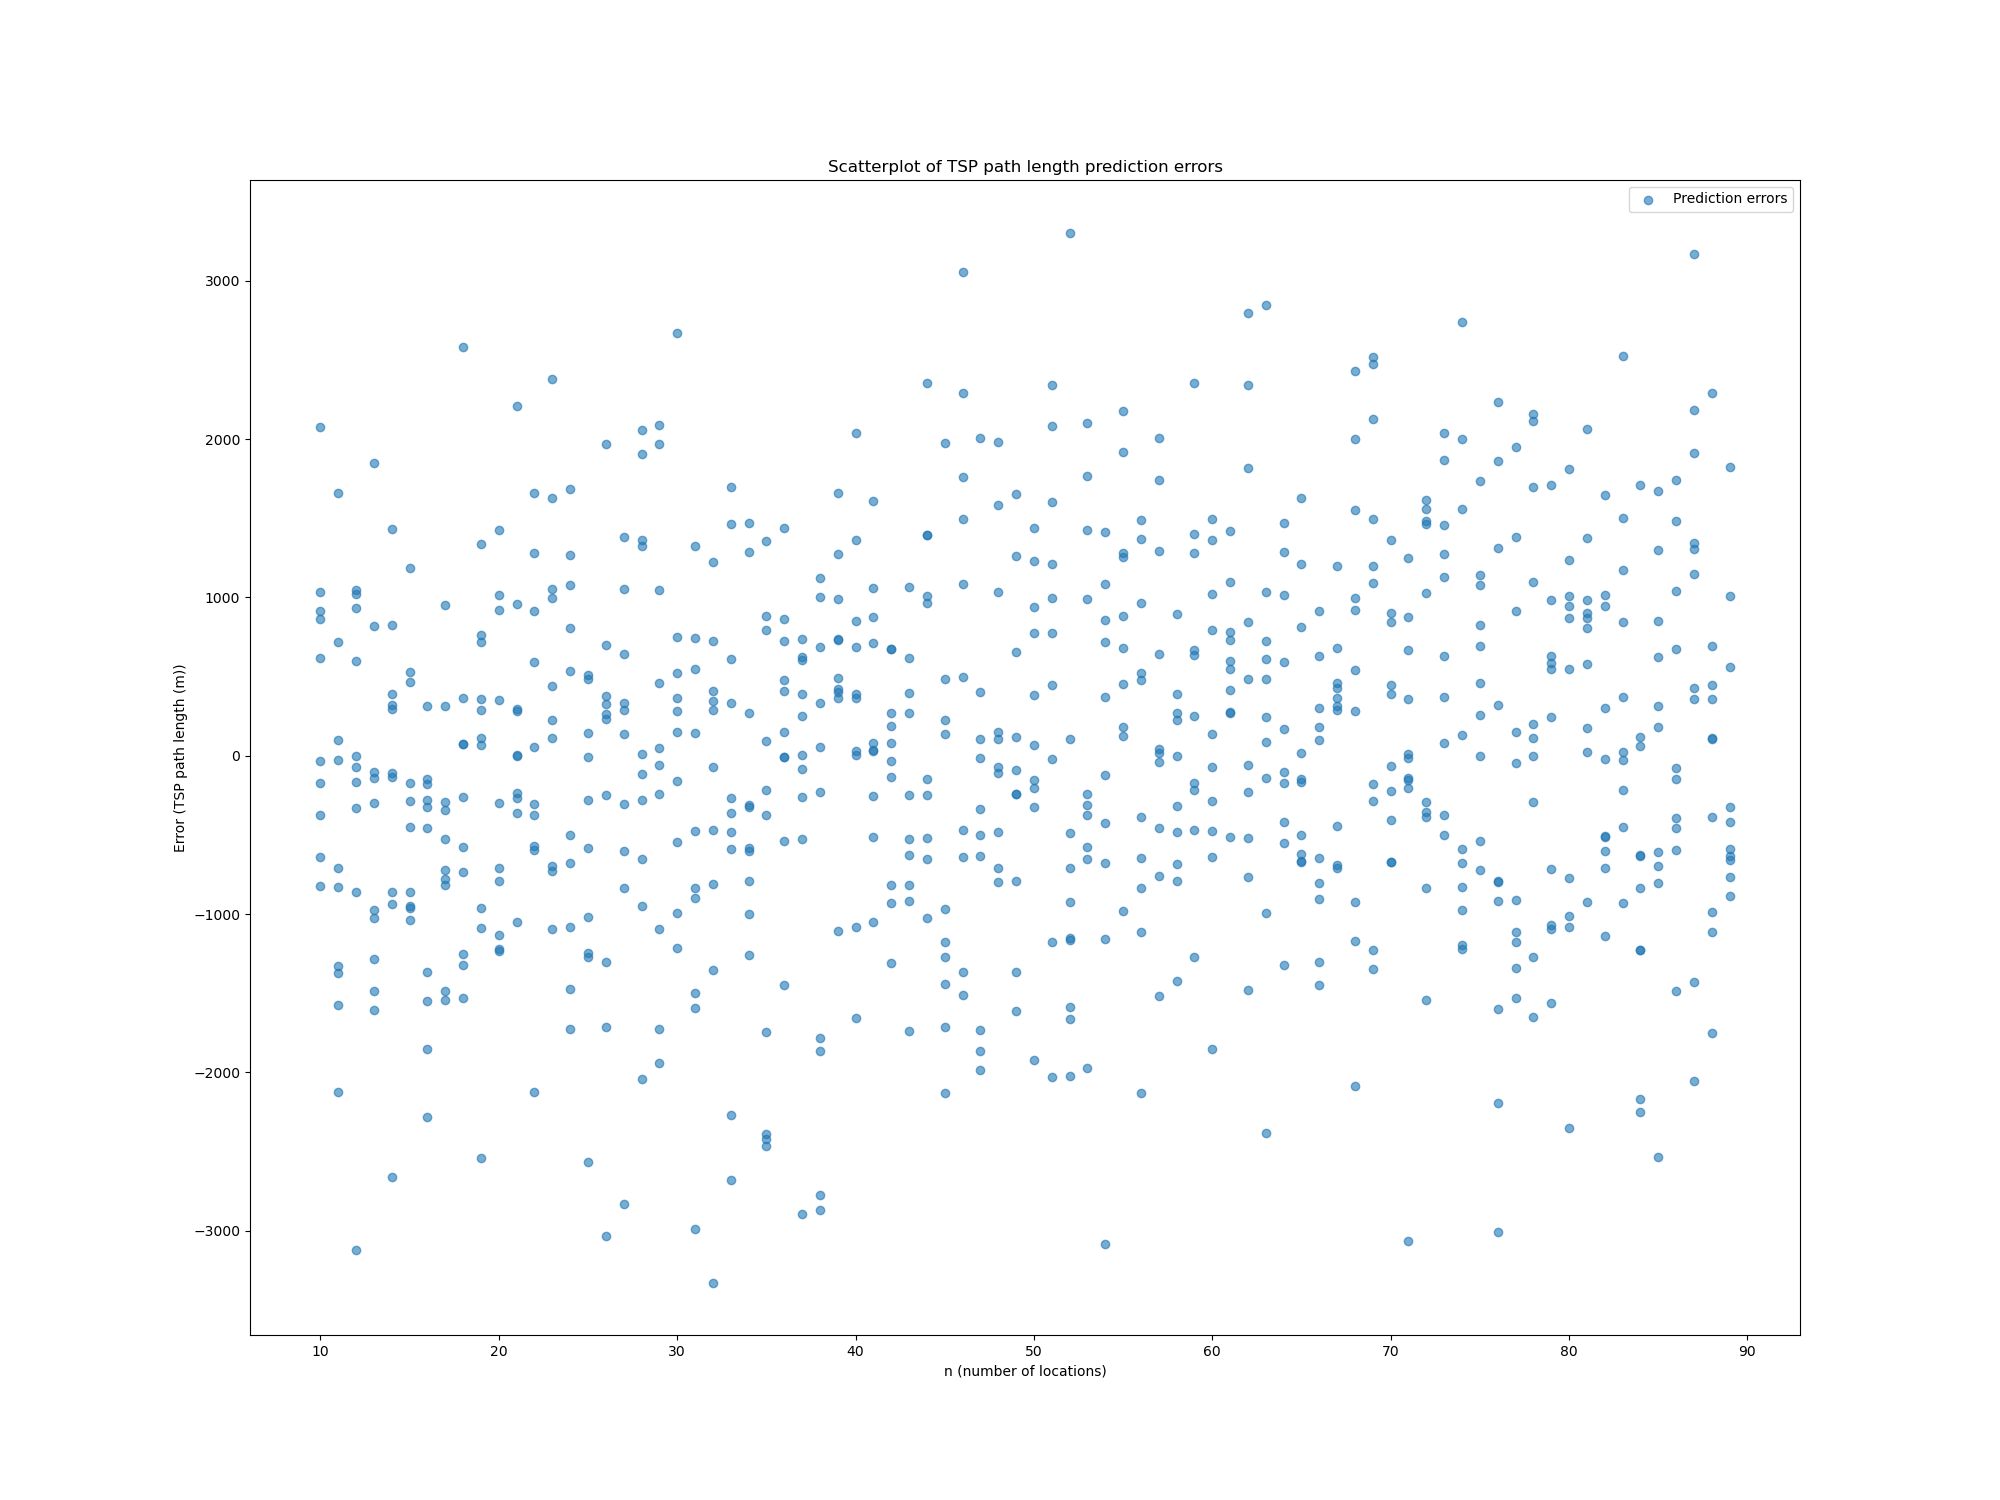 Scatterplot of TSP path length prediction errors
Prediction errors
3000
2000
1000
0
−1000
−2000
−3000
Error (TSP path length (m))
10 20 30 40 50 60 70 80 90
n (number of locations)